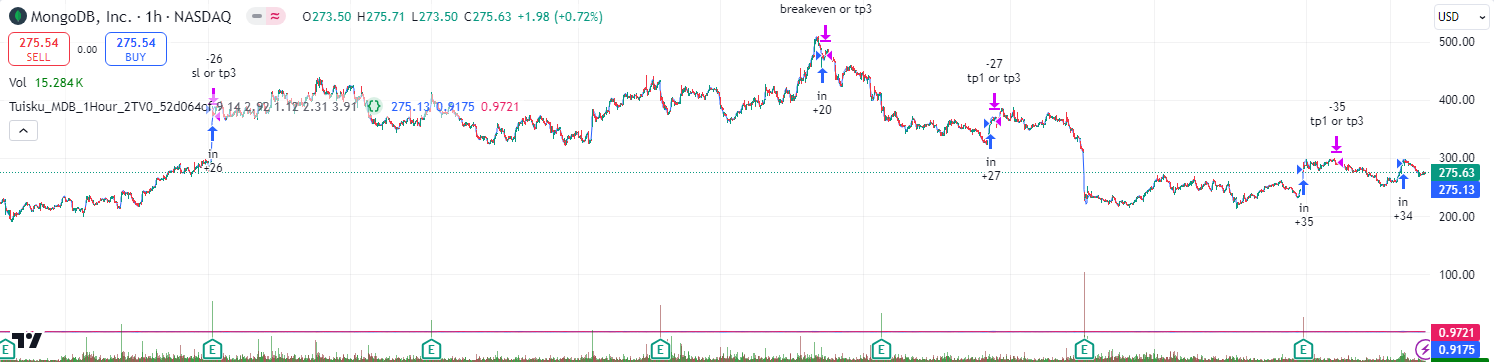 MongoDB, Inc. · 1h · NASDAQ O273.50 H275.71 L273.50 C275.63 +1.98 (+0.72%)
USD
275.54 SELL 0.00 275.54 BUY
Vol 15.284 K
Tuisku_MDB_1Hour_2TV0_52d064cf 9 14 2.92 1.12 2.31 3.91 {} 275.13 0.9175 0.9721
-26
sl or tp3
in
+26
breakeven or tp3
in
+20
-27
tp1 or tp3
in
+27
-35
tp1 or tp3
in
+35
in
+34
500.00
400.00
300.00
275.63
275.13
200.00
100.00
0.9721
0.9175
E E E E E E E